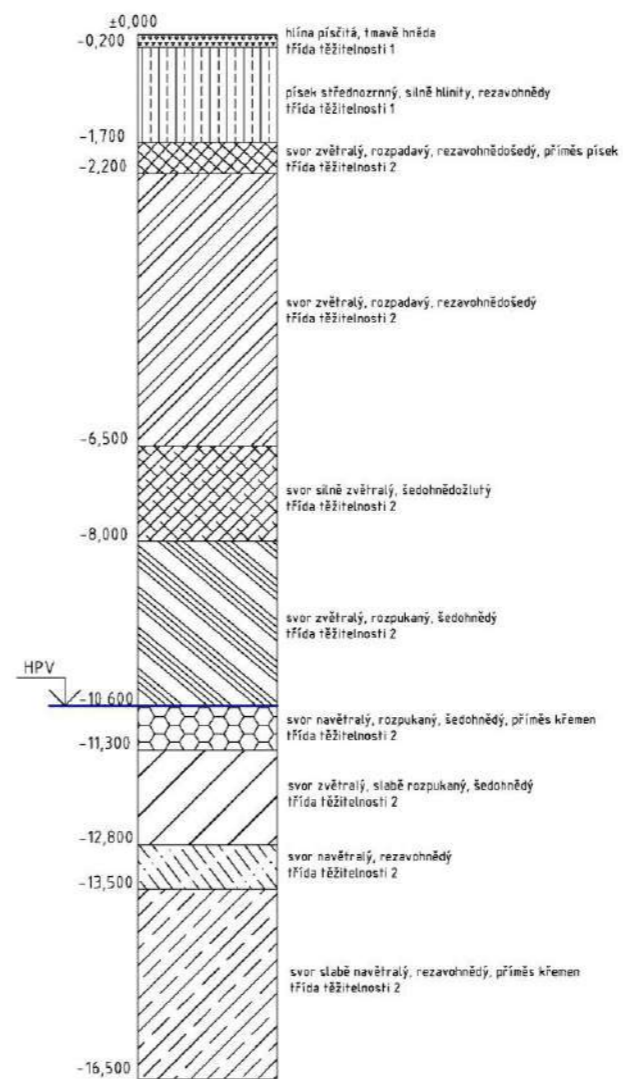 ±0,000
hlína písčitá, tmavě hněda
-0,200
třída těžitelnosti 1
písek střednozrnný, silně hlinitý, rezavohnědy
třída těžitelnosti 1
-1,700
svor zvětralý, rozpadavý, rezavohnědošedý, příměs písek
-2,200
třída těžitelnosti 2
svor zvětralý, rozpadavý, rezavohnědošedý
třída těžitelnosti 2
-6,500
svor silně zvětralý, šedohnědožlutý
třída těžitelnosti 2
-8,000
svor zvětralý, rozpukaný, šedohnědý
třída těžitelnosti 2
HPV
-10 600
svor navětralý, rozpukaný, šedohnědý, příměs křemen
-11,300
třída těžitelnosti 2
svor zvětralý, slabě rozpukaný, šedohnědý
třída těžitelnosti 2
-12,800
svor navětralý, rezavohnědý
třída těžitelnosti 2
-13,500
svor slabě navětralý, rezavohnědý, příměs křemen
třída těžitelnosti 2
-16,500